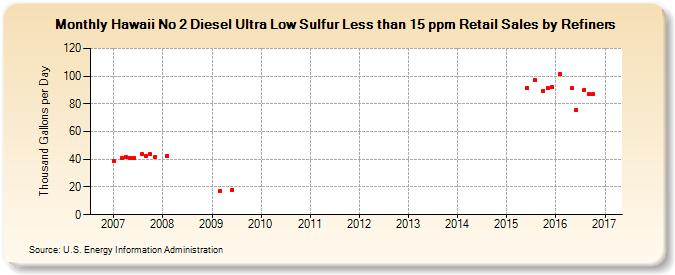 Monthly Hawaii No 2 Diesel Ultra Low Sulfur Less than 15 ppm Retail Sales by Refiners
Thousand Gallons per Day
120
100
80
60
40
20
0
2007 2008 2009 2010 2011 2012 2013 2014 2015 2016 2017
Source: U.S. Energy Information Administration